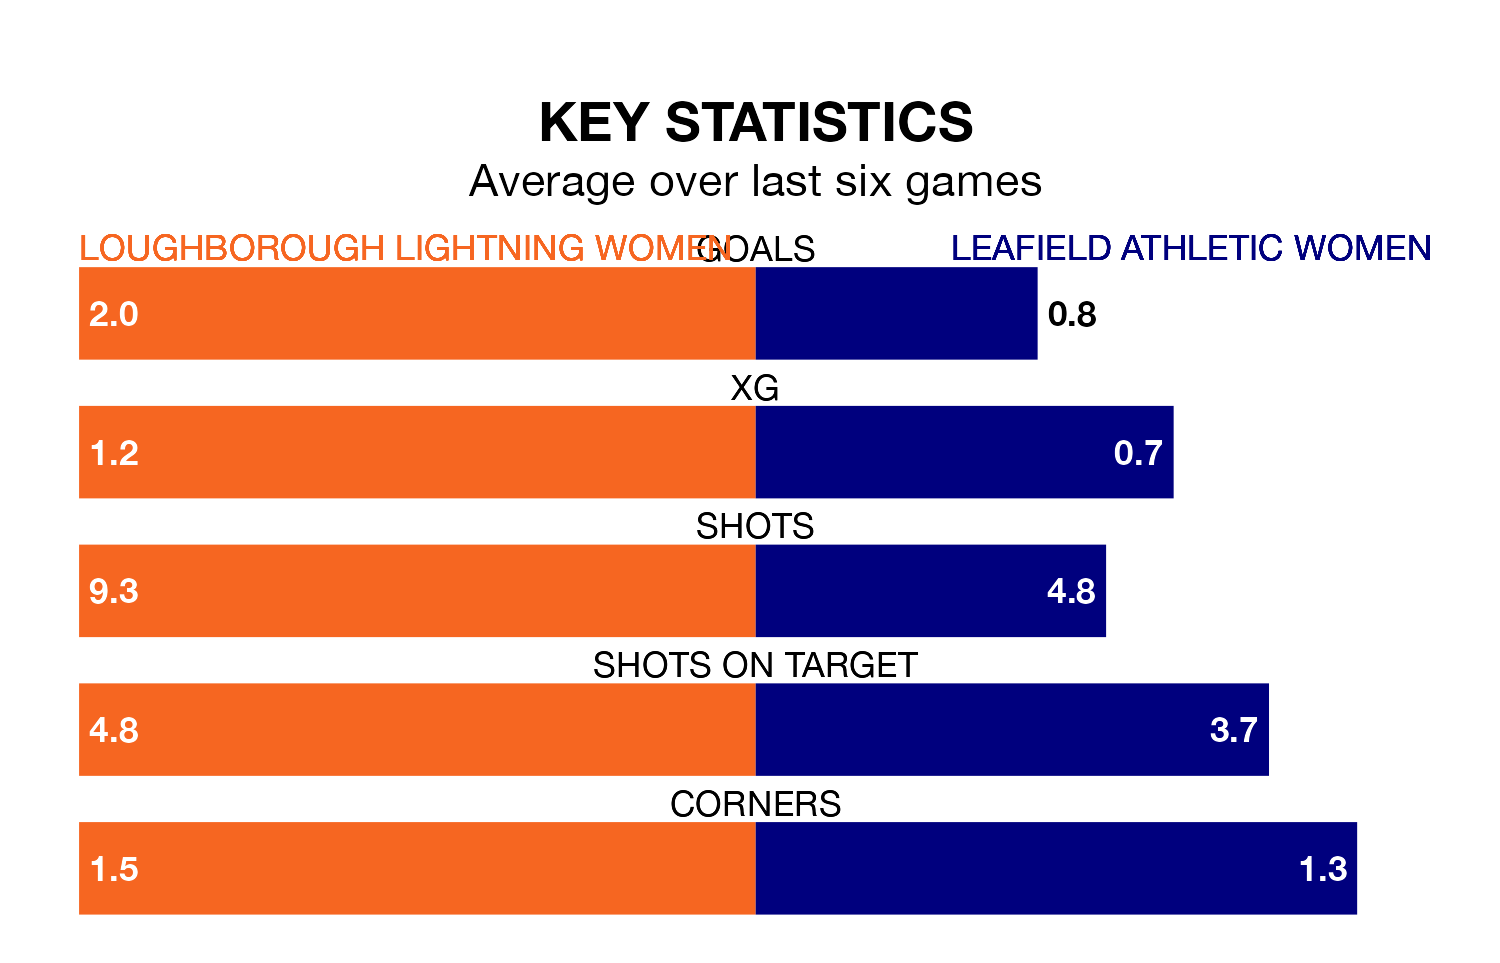 KEY STATISTICS
Average over last six games
LOUGHBOROUGH LIGHTNING WOMEN GOALS LEAFIELD ATHLETIC WOMEN
2.0 0.8
XG
1.2 0.7
SHOTS
9.3 4.8
SHOTS ON TARGET
4.8 3.7
CORNERS
1.5 1.3